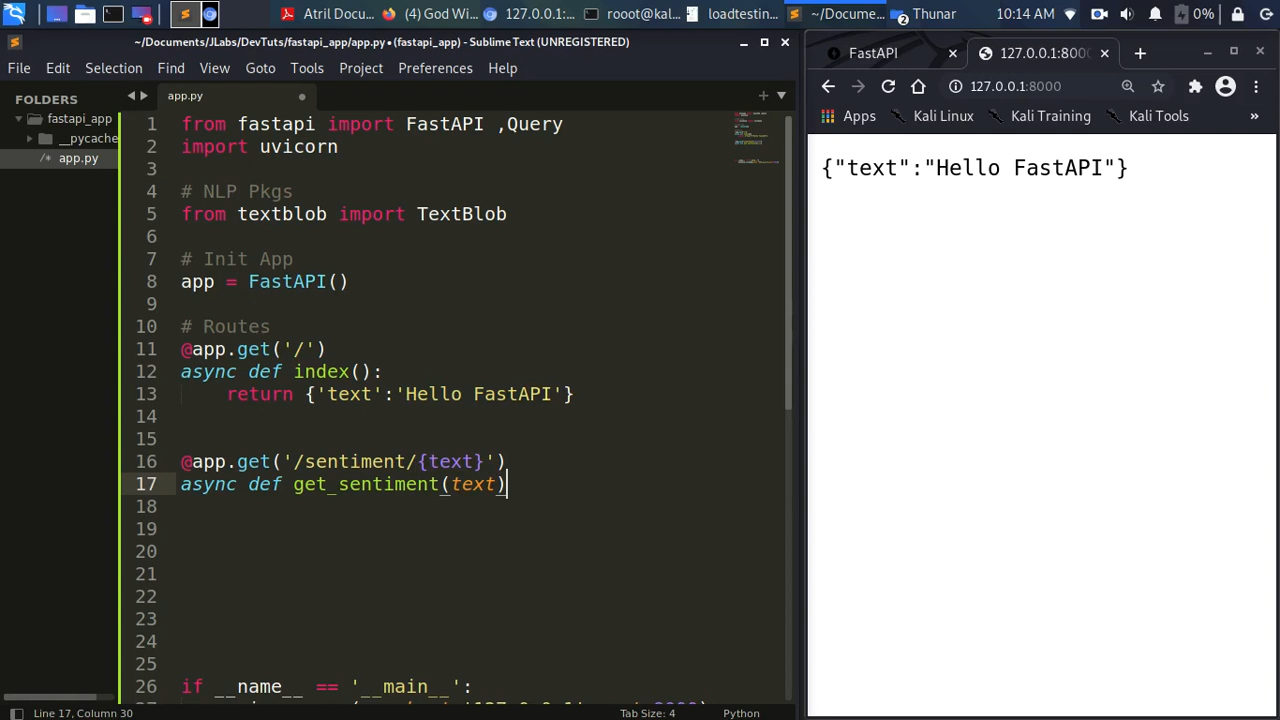 Atril Docu...
(4) God Wi...
127.0.0.1:...
rooot@kal...
loadtestin...
~/Docume...
2
Thunar
10:14 AM
0%
~/Documents/JLabs/DevTuts/fastapi_app/app.py • (fastapi_app) - Sublime Text (UNREGISTERED)
File Edit Selection Find View Goto Tools Project Preferences Help
FOLDERS
fastapi_app
__pycache
/* app.py
app.py
1 from fastapi import FastAPI ,Query
2 import uvicorn
3
4 # NLP Pkgs
5 from textblob import TextBlob
6
7 # Init App
8 app = FastAPI()
9
10 # Routes
11 @app.get('/')
12 async def index():
13 return {'text':'Hello FastAPI'}
14
15
16 @app.get('/sentiment/{text}')
17 async def get_sentiment(text)
18
19
20
21
22
23
24
25
26 if __name__ == '__main__':
Line 17, Column 30
Tab Size: 4
Python
FastAPI
127.0.0.1:8000
127.0.0.1:8000
Apps
Kali Linux
Kali Training
Kali Tools
»
{"text":"Hello FastAPI"}